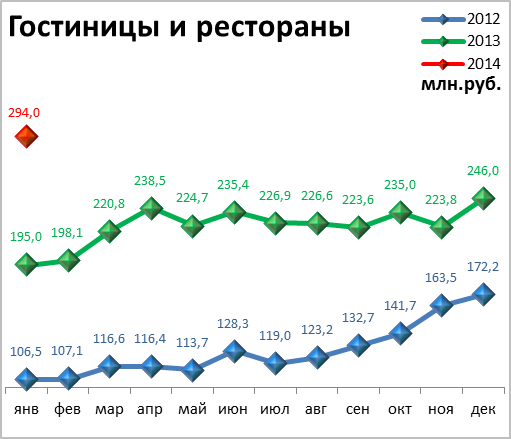 Гостиницы и рестораны
2012
2013
2014
млн.руб.
294,0
195,0 198,1 220,8 238,5 224,7 235,4 226,9 226,6 223,6 235,0 223,8 246,0
106,5 107,1 116,6 116,4 113,7 128,3 119,0 123,2 132,7 141,7 163,5 172,2
янв фев мар апр май июн июл авг сен окт ноя дек